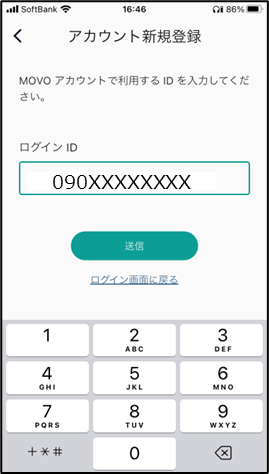 SoftBank 16:46 86%
アカウント新規登録
MOVO アカウントで利用する ID を入力してくだ
さい。
ログイン ID
090XXXXXXXX
送信
ログイン画面に戻る
1 2 3
ABC DEF
4 5 6
GHI JKL MNO
7 8 9
PQRS TUV WXYZ
+*# 0